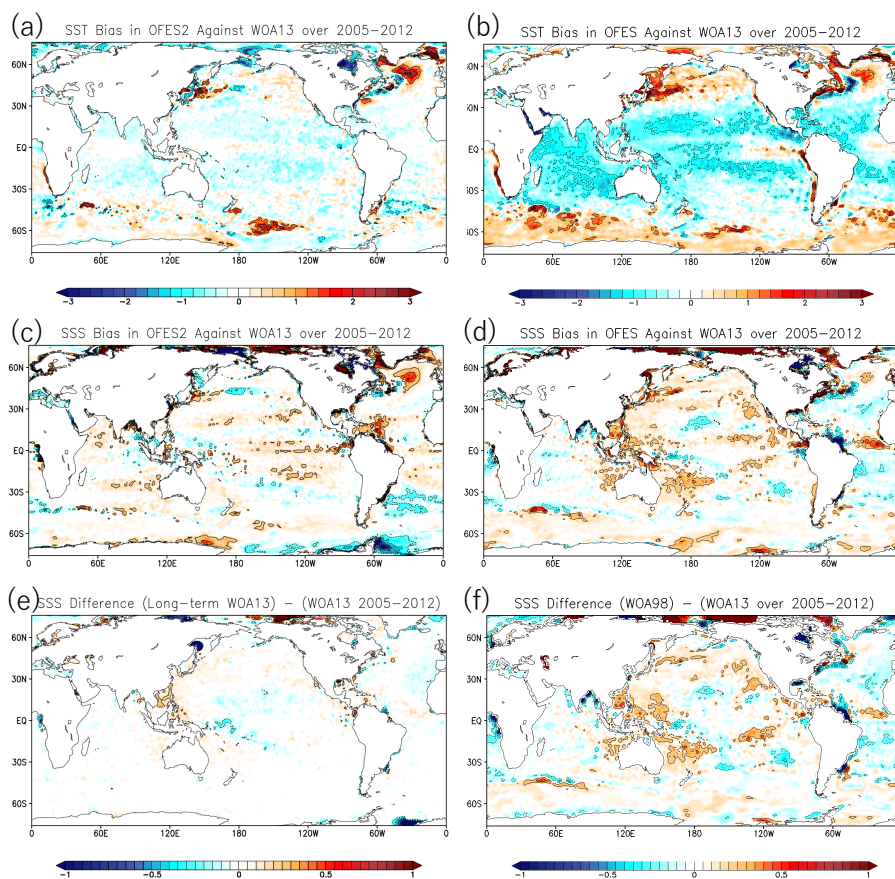 (a) SST Bias in OFES2 Against WOA13 over 2005–2012
60N
30N
EQ
30S
60S
0 60E 120E 180 120W 60W 0
−3 −2 −1 0 1 2 3
(b) SST Bias in OFES Against WOA13 over 2005–2012
60N
30N
EQ
30S
60S
0 60E 120E 180 120W 60W
−3 −2 −1 0 1 2 3
(c) SSS Bias in OFES2 Against WOA13 over 2005–2012
60N
30N
EQ
30S
60S
0 60E 120E 180 120W 60W 0
(d) SSS Bias in OFES Against WOA13 over 2005–2012
60N
30N
EQ
30S
60S
0 60E 120E 180 120W 60W
(e) SSS Difference (Long−term WOA13) − (WOA13 2005−2012)
60N
30N
EQ
30S
60S
0 60E 120E 180 120W 60W 0
−1 −0.5 0 0.5 1
(f) SSS Difference (WOA98) − (WOA13 over 2005−2012)
60N
30N
EQ
30S
60S
0 60E 120E 180 120W 60W
−1 −0.5 0 0.5 1